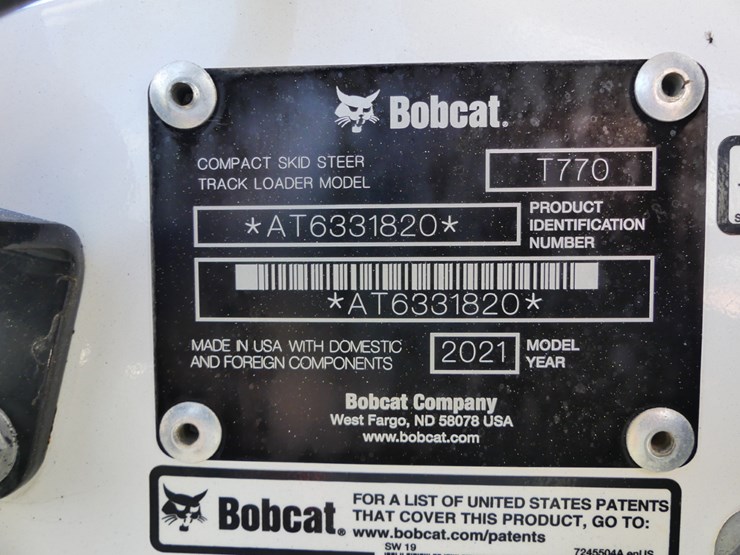 Bobcat.
COMPACT SKID STEER
TRACK LOADER MODEL
T770
*AT6331820*
PRODUCT
IDENTIFICATION
NUMBER
*AT6331820*
MADE IN USA WITH DOMESTIC
AND FOREIGN COMPONENTS
2021
MODEL
YEAR
Bobcat Company
West Fargo, ND 58078 USA
www.bobcat.com
Bobcat®
FOR A LIST OF UNITED STATES PATENTS
THAT COVER THIS PRODUCT, GO TO:
www.bobcat.com/patents
SW 19
7245504A enUS